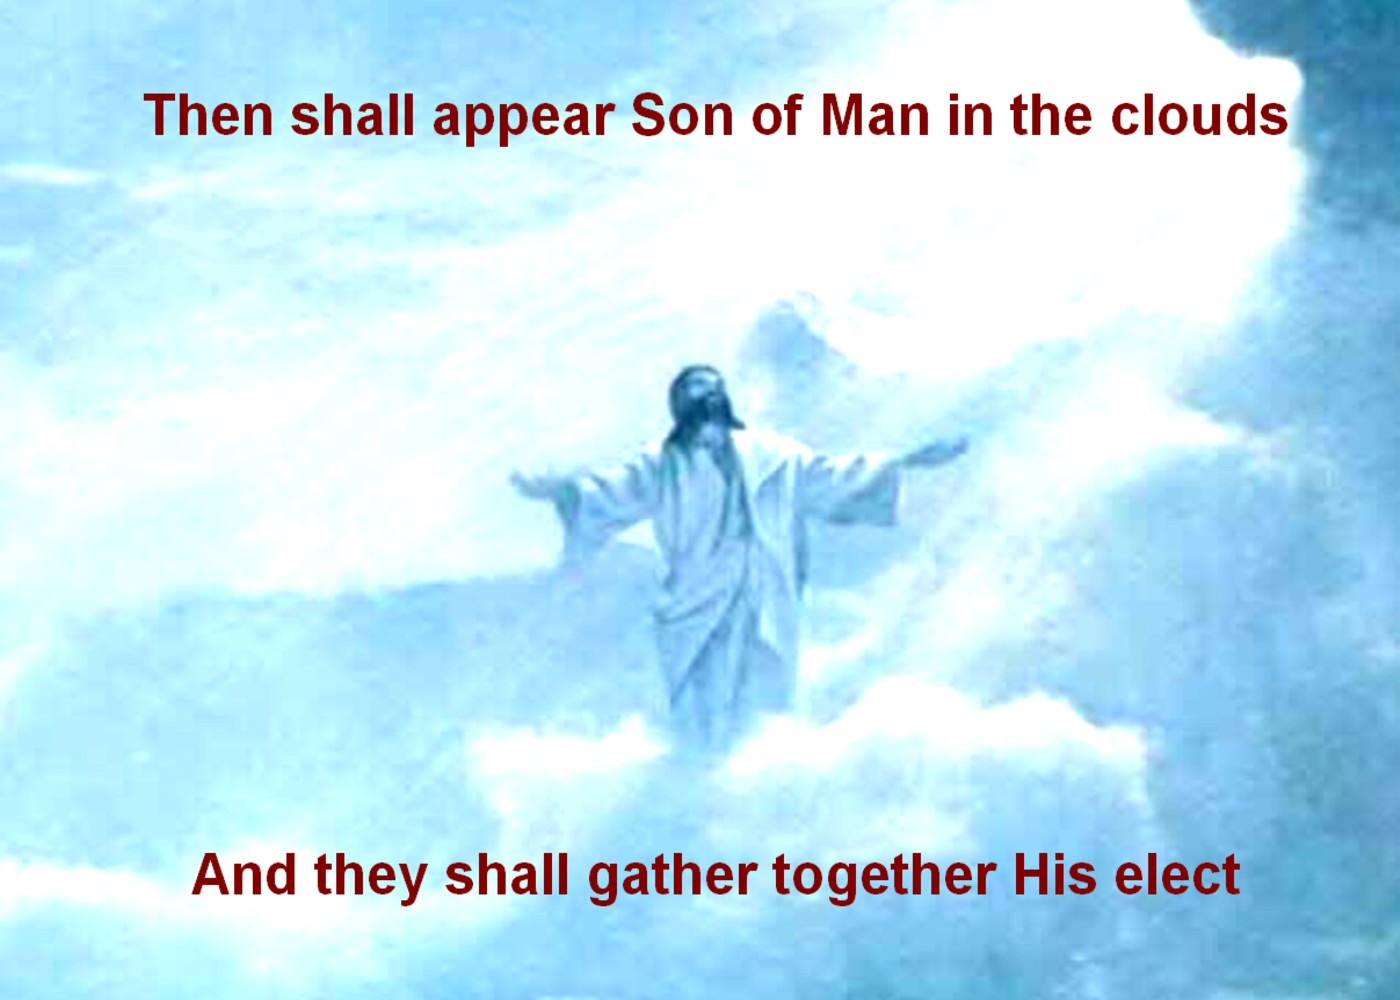 Then shall appear Son of Man in the clouds
And they shall gather together His elect